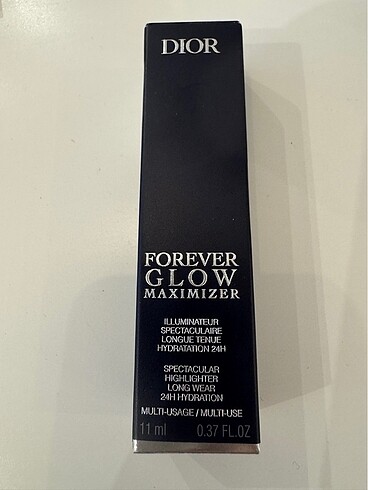 DIOR
FOREVER
GLOW
MAXIMIZER
ILLUMINATEUR
SPECTACULAIRE
LONGUE TENUE
HYDRATATION 24H
SPECTACULAR
HIGHLIGHTER
LONG WEAR
24H HYDRATION
MULTI-USAGE / MULTI-USE
11 ml 0.37 FL.OZ